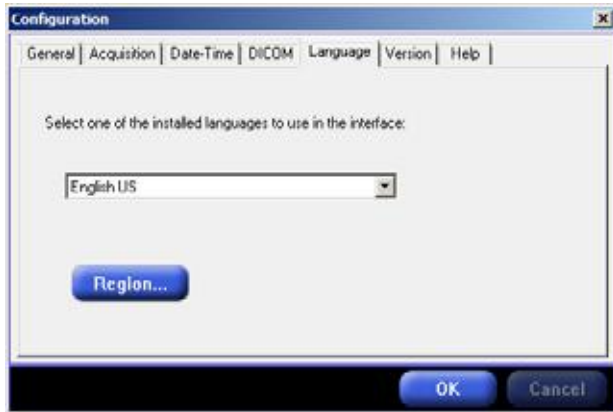 Configuration
General Acquisition Date-Time DICOM Language Version Help
Select one of the installed languages to use in the interface:
English US
Region...
OK Cancel